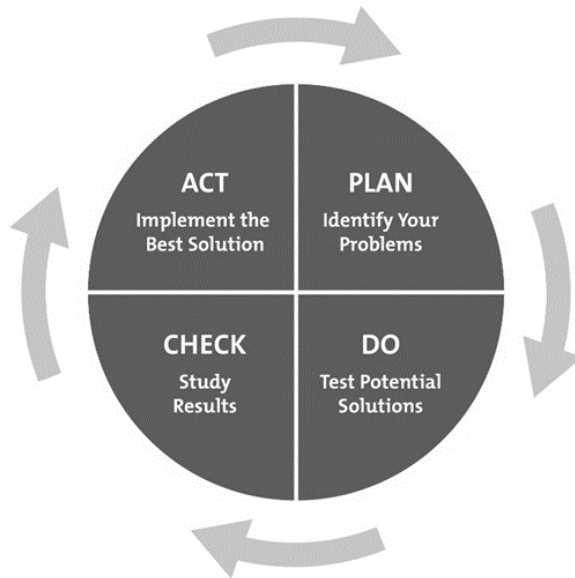 ACT
Implement the
Best Solution
PLAN
Identify Your
Problems
CHECK
Study
Results
DO
Test Potential
Solutions